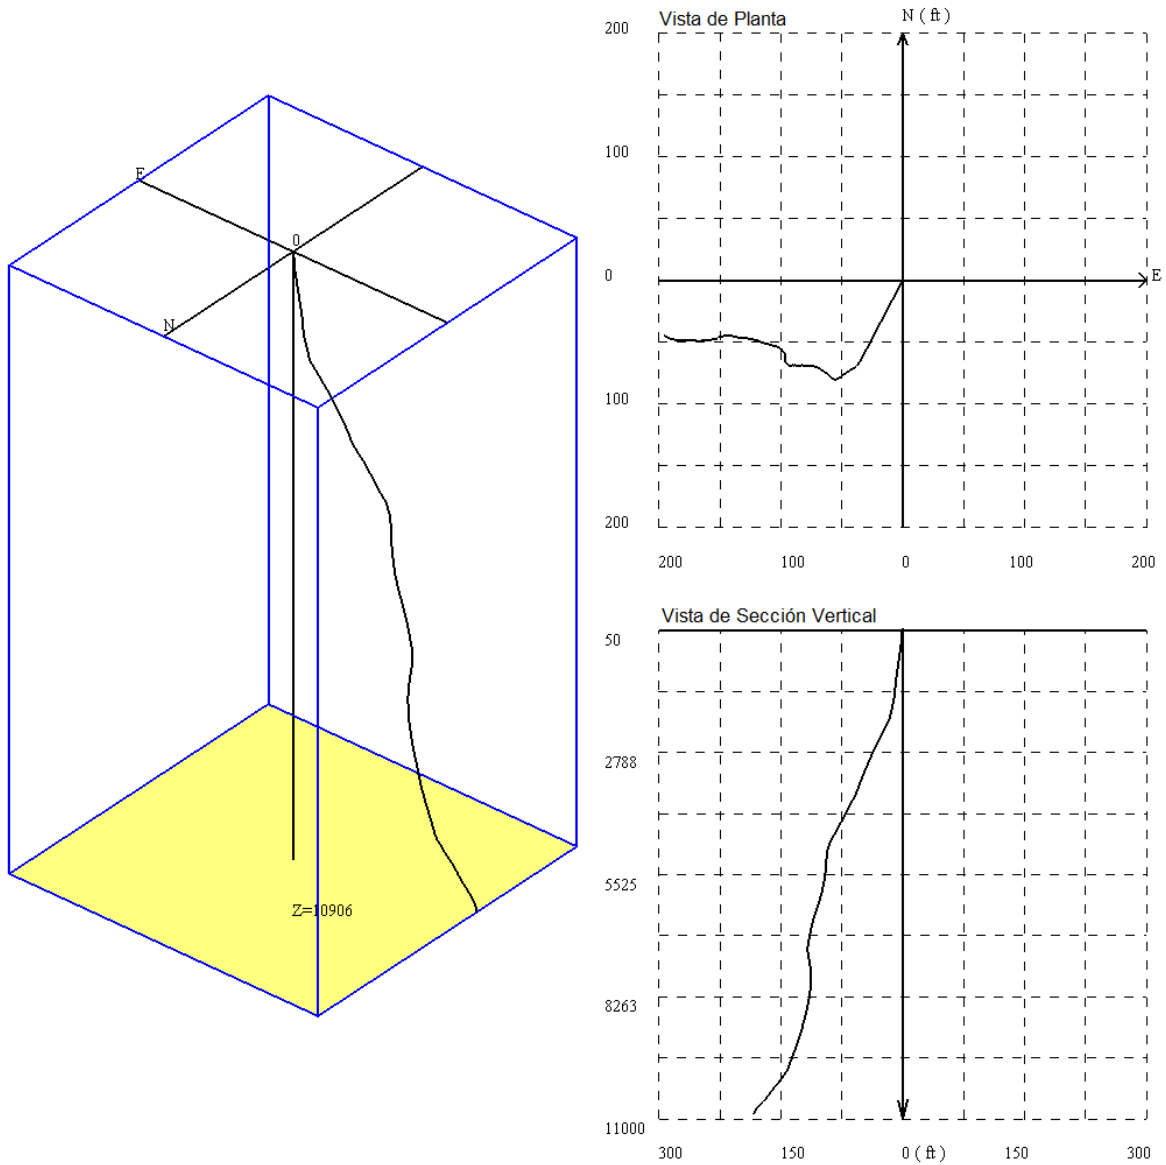 E
0
N
Z=10906
Vista de Planta
N ( ft )
200
100
0
E
100
200
200 100 0 100 200
Vista de Sección Vertical
50
2788
5525
8263
11000
300 150 0 ( ft ) 150 300